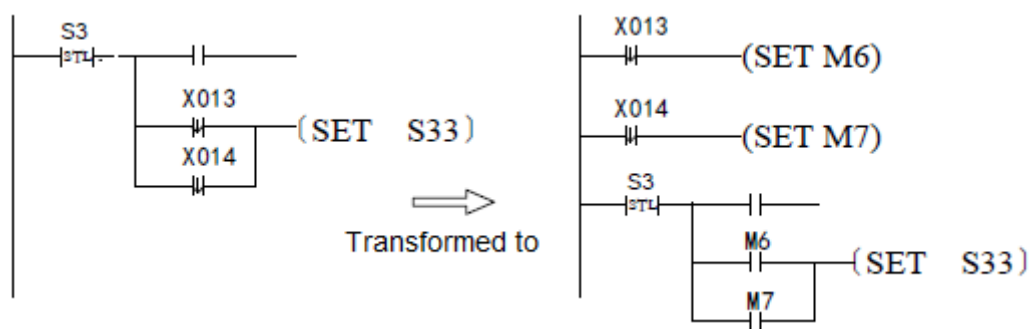 S3
STL
X013
(SET S33)
X014
Transformed to
X013
(SET M6)
X014
(SET M7)
S3
STL
M6
(SET S33)
M7